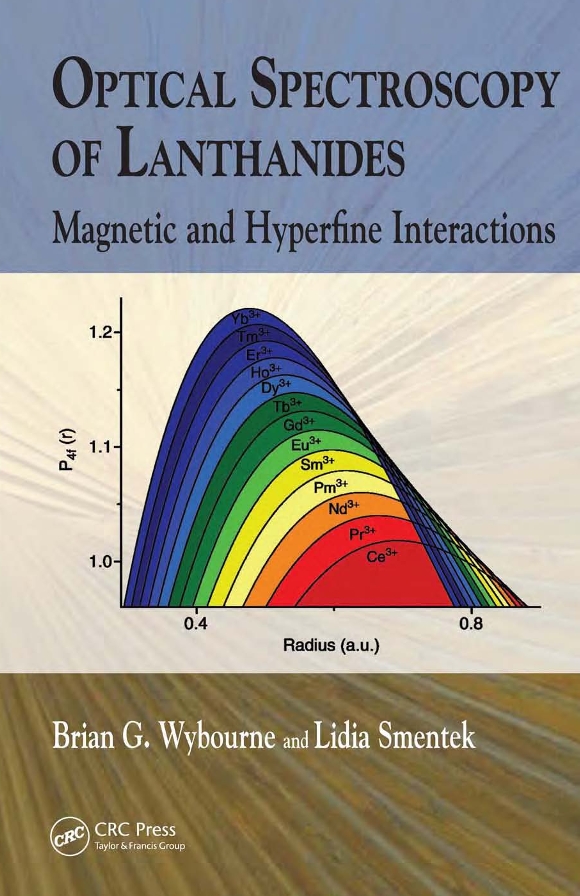 OPTICAL SPECTROSCOPY
OF LANTHANIDES
Magnetic and Hyperfine Interactions
1.2
1.1
1.0
P4f (r)
Yb3+
Tm3+
Er3+
Ho3+
Dy3+
Tb3+
Gd3+
Eu3+
Sm3+
Pm3+
Nd3+
Pr3+
Ce3+
0.4 0.8
Radius (a.u.)
Brian G. Wybourne and Lidia Smentek
CRC
CRC Press
Taylor & Francis Group